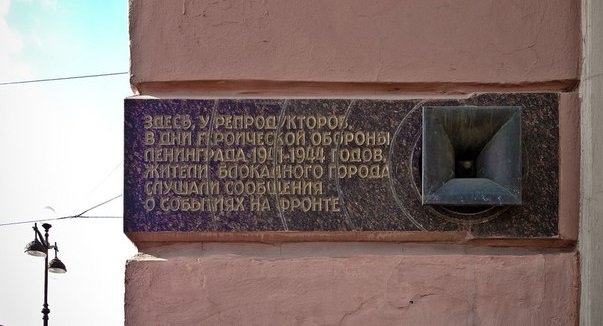 ЗДЕСЬ, У РЕПРОДУКТОРОВ,
В ДНИ ГЕРОИЧЕСКОЙ ОБОРОНЫ
ЛЕНИНГРАДА 1941-1944 ГОДОВ,
ЖИТЕЛИ БЛОКАДНОГО ГОРОДА
СЛУШАЛИ СООБЩЕНИЯ
О СОБЫТИЯХ НА ФРОНТЕ